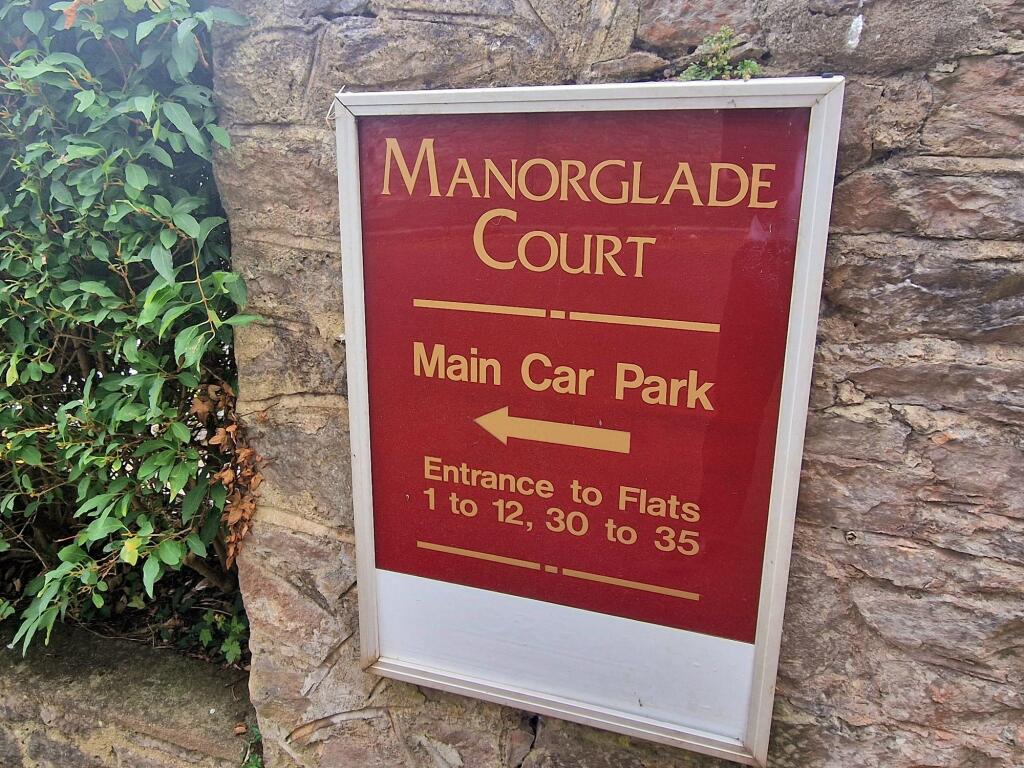 MANORGLADE
COURT
Main Car Park
Entrance to Flats
1 to 12, 30 to 35